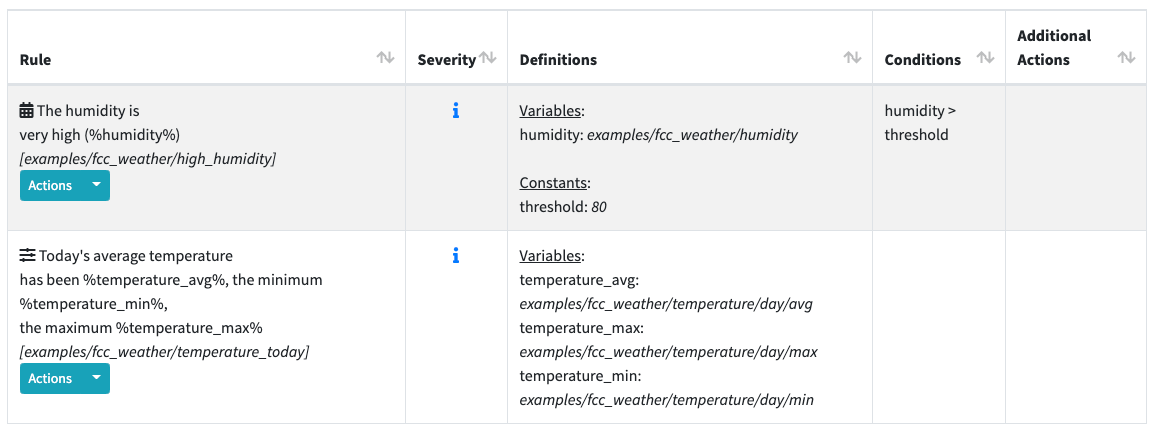 Rule
Severity
Definitions
Conditions
Additional
Actions
The humidity is
very high (%humidity%)
[examples/fcc_weather/high_humidity]
Actions
Variables:
humidity: examples/fcc_weather/humidity
Constants:
threshold: 80
humidity >
threshold
Today's average temperature
has been %temperature_avg%, the minimum
%temperature_min%,
the maximum %temperature_max%
[examples/fcc_weather/temperature_today]
Actions
Variables:
temperature_avg:
examples/fcc_weather/temperature/day/avg
temperature_max:
examples/fcc_weather/temperature/day/max
temperature_min:
examples/fcc_weather/temperature/day/min